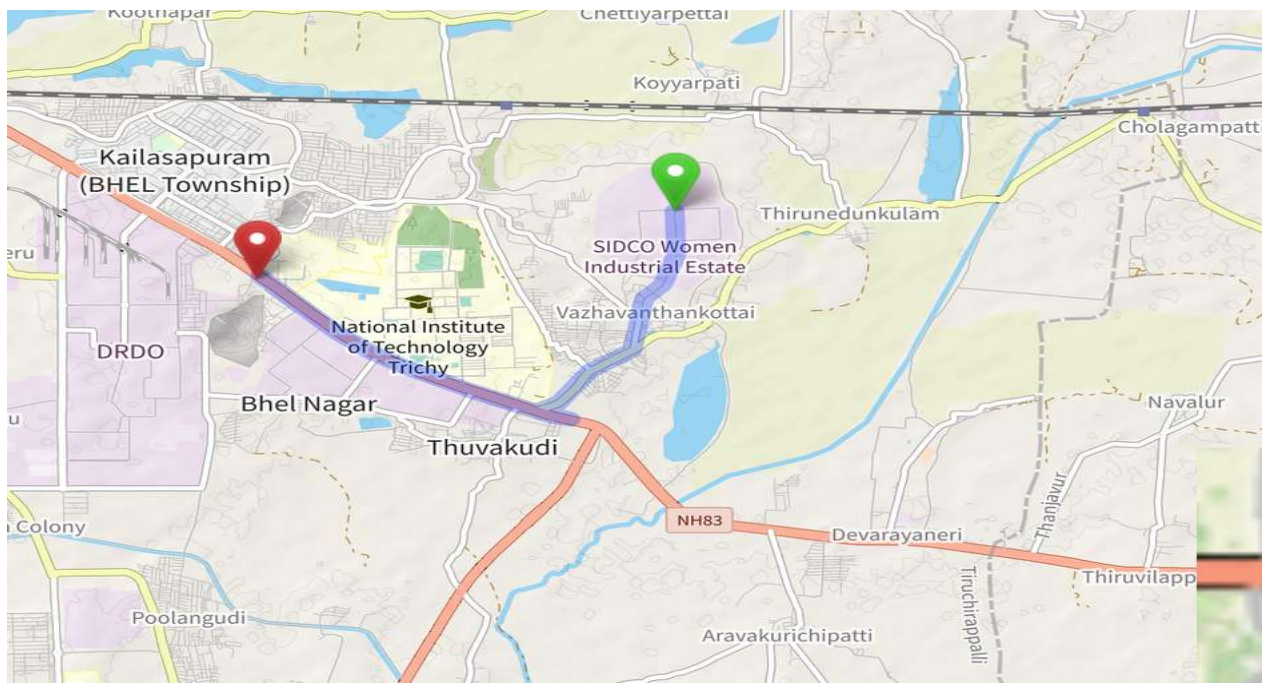 Koothapar
Chettiyarpettai
Koyyarpati
Cholagampatti
Kailasapuram
(BHEL Township)
Thirunedunkulam
SIDCO Women
Industrial Estate
eru
Vazhavanthankottai
National Institute
of Technology
Trichy
DRDO
Bhel Nagar
Navalur
u
Thuvakudi
Thanjavur
NH83
a Colony
Devarayaneri
Thiruvilapp
Tiruchirappalli
Poolangudi
Aravakurichipatti